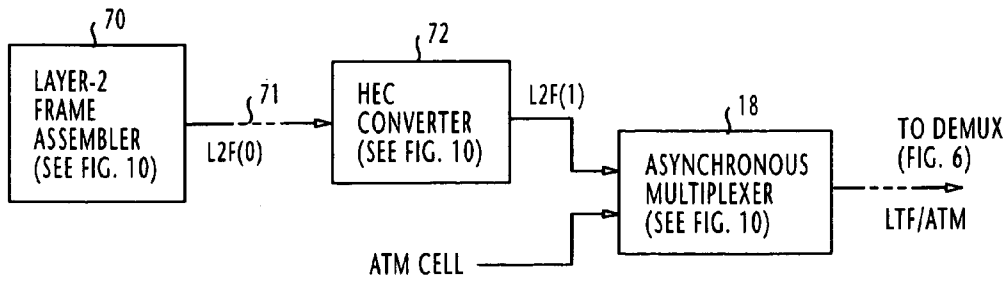 70
LAYER-2
FRAME
ASSEMBLER
(SEE FIG. 10)
71
L2F(0)
72
HEC
CONVERTER
(SEE FIG. 10)
L2F(1)
ATM CELL
18
ASYNCHRONOUS
MULTIPLEXER
(SEE FIG. 10)
TO DEMUX
(FIG. 6)
LTF/ATM